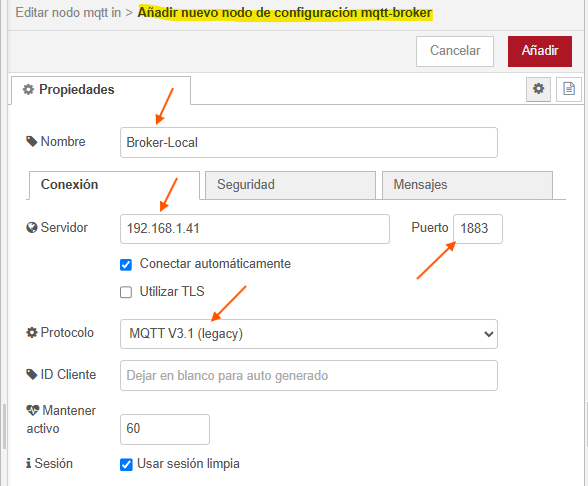 Editar nodo mqtt in > Añadir nuevo nodo de configuración mqtt-broker
Cancelar
Añadir
Propiedades
Nombre
Broker-Local
Conexión
Seguridad
Mensajes
Servidor
192.168.1.41
Puerto
1883
Conectar automáticamente
Utilizar TLS
Protocolo
MQTT V3.1 (legacy)
ID Cliente
Dejar en blanco para auto generado
Mantener
activo
60
Sesión
Usar sesión limpia